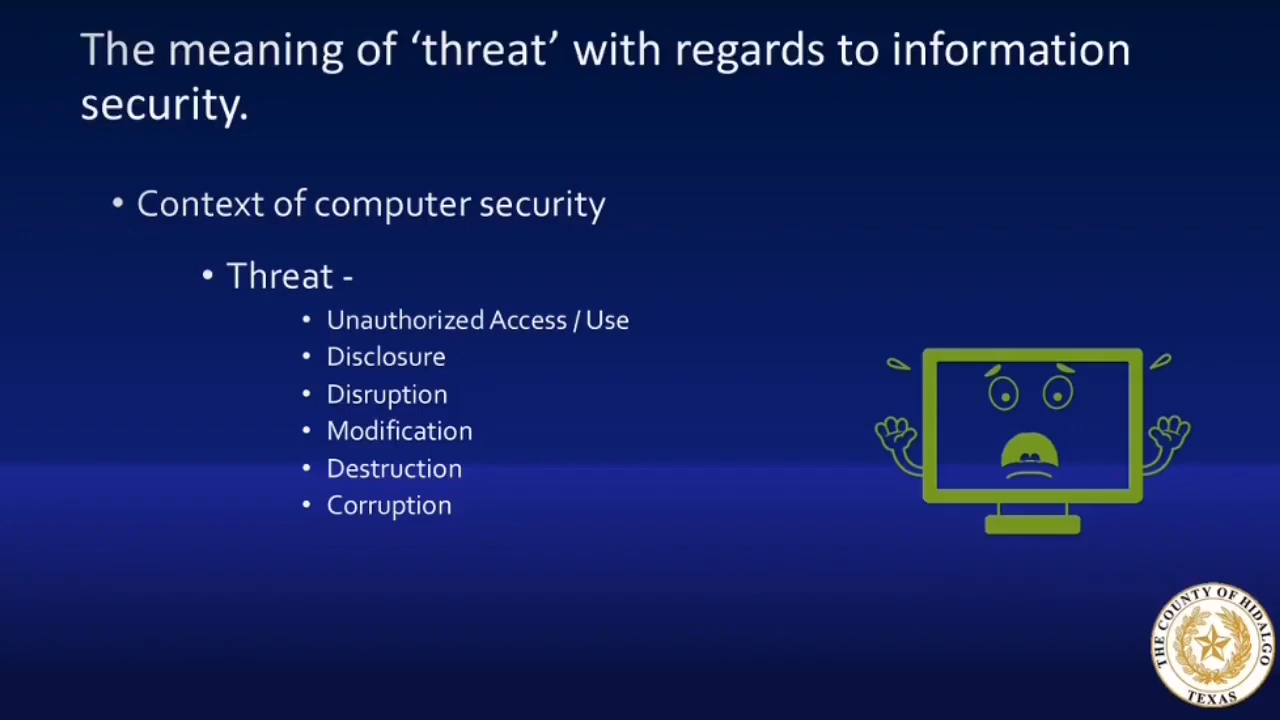 The meaning of ‘threat’ with regards to information
security.
• Context of computer security
• Threat -
• Unauthorized Access / Use
• Disclosure
• Disruption
• Modification
• Destruction
• Corruption
THE COUNTY OF HIDALGO
TEXAS